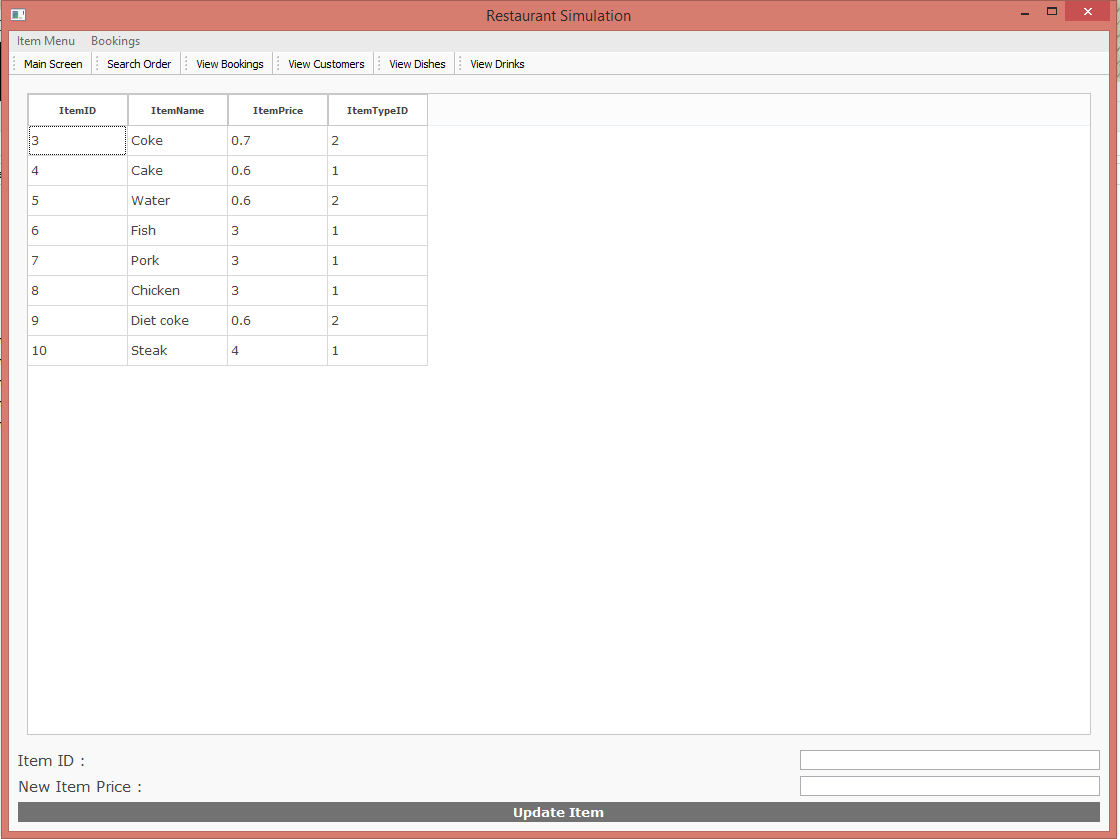 Restaurant Simulation
Item Menu Bookings
Main Screen Search Order View Bookings View Customers View Dishes View Drinks
ItemID ItemName ItemPrice ItemTypeID
3 Coke 0.7 2
4 Cake 0.6 1
5 Water 0.6 2
6 Fish 3 1
7 Pork 3 1
8 Chicken 3 1
9 Diet coke 0.6 2
10 Steak 4 1
Item ID :
New Item Price :
Update Item